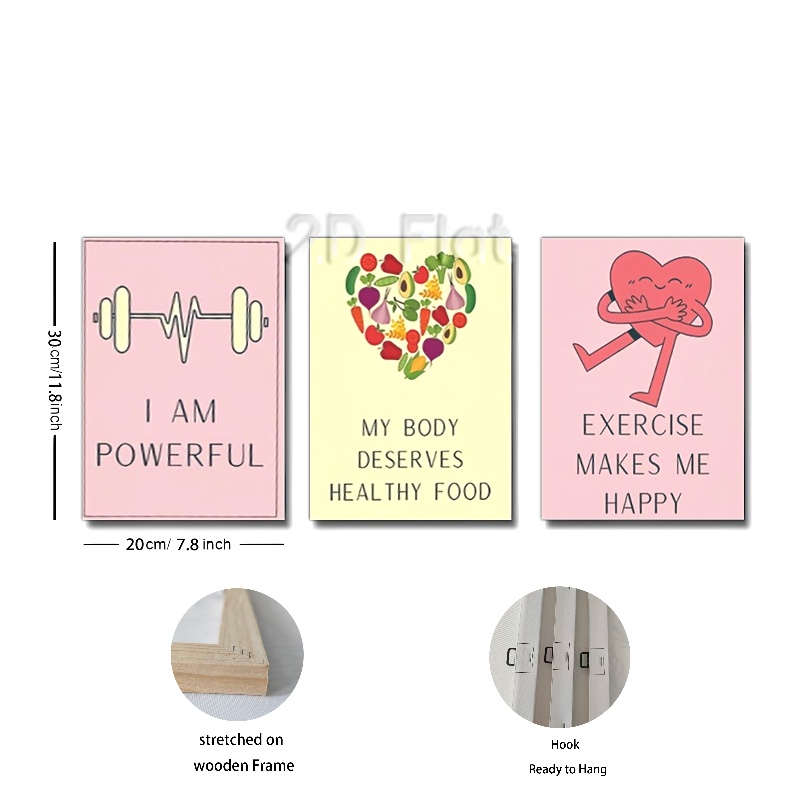 2D Flat
30cm/11.8inch
I AM
POWERFUL
MY BODY
DESERVES
HEALTHY FOOD
EXERCISE
MAKES ME
HAPPY
20cm/ 7.8 inch
stretched on
wooden Frame
Hook
Ready to Hang